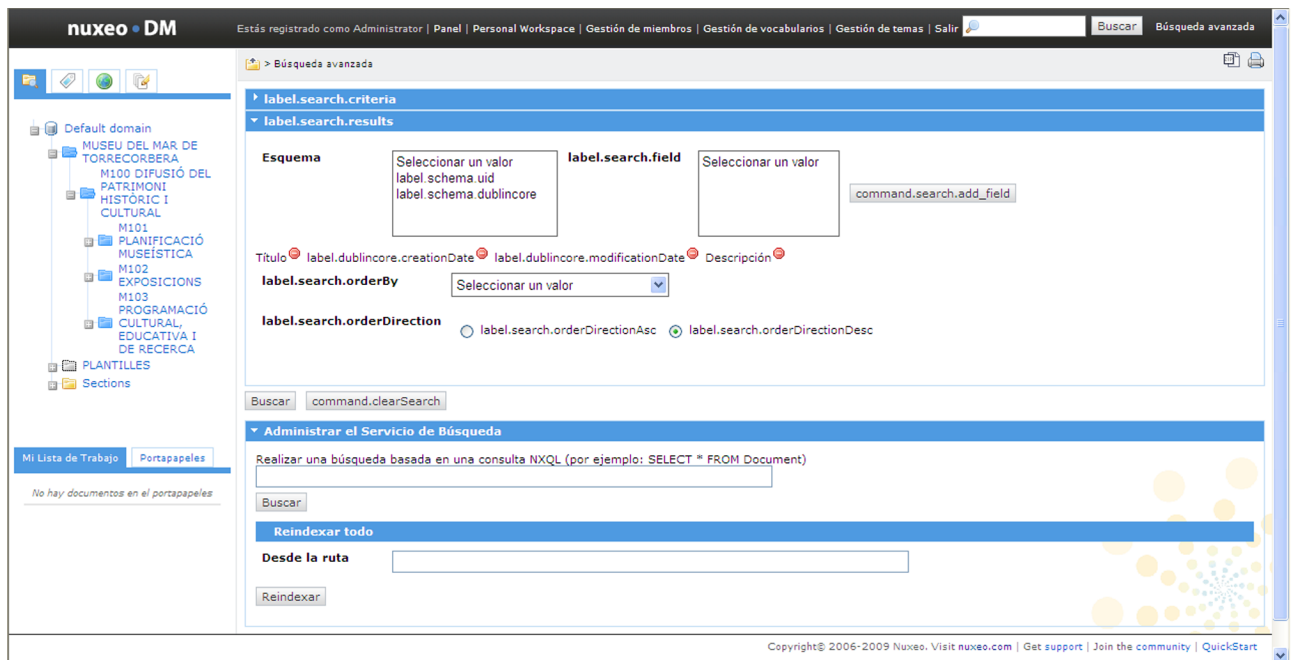 nuxeo DM
Estás registrado como Administrator | Panel | Personal Workspace | Gestión de miembros | Gestión de vocabularios | Gestión de temas | Salir Buscar Búsqueda avanzada
> Búsqueda avanzada
Default domain
MUSEU DEL MAR DE
TORRECORBERA
M100 DIFUSIÓ DEL
PATRIMONI
HISTÒRIC I
CULTURAL
M101
PLANIFICACIÓ
MUSEÍSTICA
M102
EXPOSICIONS
M103
PROGRAMACIÓ
CULTURAL,
EDUCATIVA I
DE RECERCA
PLANTILLES
Sections
Mi Lista de Trabajo Portapapeles
No hay documentos en el portapapeles
label.search.criteria
label.search.results
Esquema
Seleccionar un valor
label.schema.uid
label.schema.dublincore
label.search.field
Seleccionar un valor
command.search.add_field
Título label.dublincore.creationDate label.dublincore.modificationDate Descripción
label.search.orderBy Seleccionar un valor
label.search.orderDirection label.search.orderDirectionAsc label.search.orderDirectionDesc
Buscar command.clearSearch
Administrar el Servicio de Búsqueda
Realizar una búsqueda basada en una consulta NXQL (por ejemplo: SELECT * FROM Document)
Buscar
Reindexar todo
Desde la ruta
Reindexar
Copyright© 2006-2009 Nuxeo. Visit nuxeo.com | Get support | Join the community | QuickStart